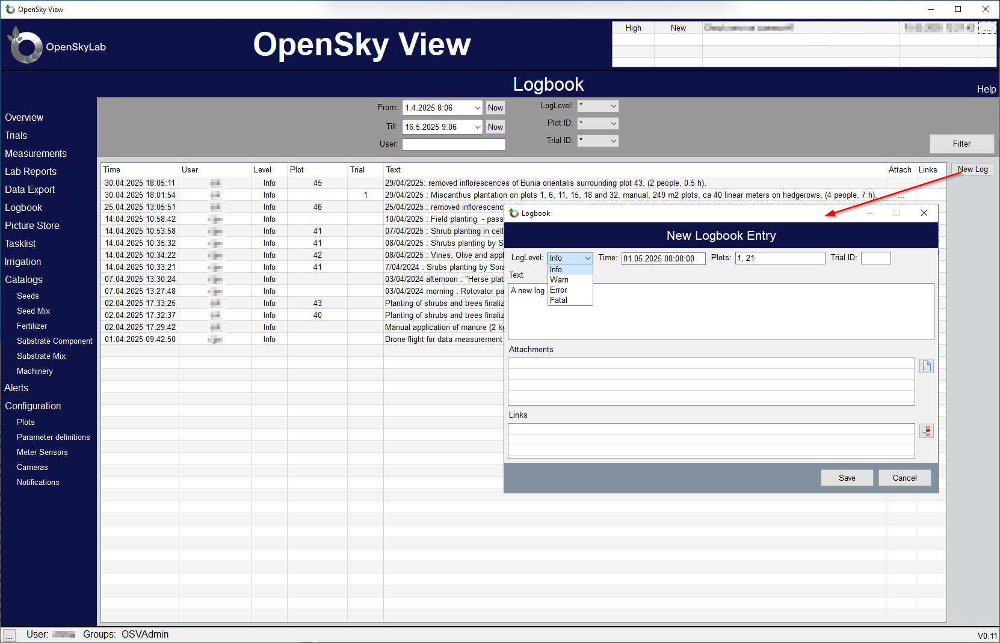 OpenSky View
OpenSkyLab
OpenSky View
High New
...
Logbook
Help
Overview
Trials
Measurements
Lab Reports
Data Export
Logbook
Picture Store
Tasklist
Irrigation
Catalogs
Seeds
Seed Mix
Fertilizer
Substrate Component
Substrate Mix
Machinery
Alerts
Configuration
Plots
Parameter definitions
Meter Sensors
Cameras
Notifications
From: 1.4.2025 8:06 Now
Till: 16.5.2025 9:06 Now
User:
LogLevel: *
Plot ID: *
Trial ID: *
Filter
New Log
Time User Level Plot Trial Text Attach Links
30.04.2025 18:05:11 Info 45 29/04/2025: removed inflorescences of Bunia orientalis surrounding plot 43, (2 people, 0.5 h).
30.04.2025 18:01:54 Info 1 29/04/2025 : Miscanthus plantation on plots 1, 6, 11, 15, 18 and 32, manual, 249 m2 plots, ca 40 linear meters on hedgerows, (4 people, 7 h). ...
25.04.2025 13:05:51 Info 46 25/04/2025 : removed inflorescenc
14.04.2025 10:58:42 Info 10/04/2025 : Field planting - pass
14.04.2025 10:53:58 Info 41 07/04/2025 : Shrub planting in cell
14.04.2025 10:35:32 Info 41 08/04/2025 : Shrubs planting by S
14.04.2025 10:34:22 Info 42 08/04/2025 : Vines, Olive and appl
14.04.2025 10:33:21 Info 41 7/04/2024 : Srubs planting by Sora
07.04.2025 13:30:24 Info 03/04/2024 afternoon : "Herse plat
07.04.2025 13:27:48 Info 03/04/2024 morning : Rotovator pa
02.04.2025 17:33:25 Info 43 Planting of shrubs and trees finaliz
02.04.2025 17:32:37 Info 40 Planting of shrubs and trees finaliz
02.04.2025 17:29:42 Info Manual application of manure (2 kg
01.04.2025 09:42:50 Info Drone flight for data measurement
Logbook
New Logbook Entry
LogLevel: Info Time: 01.05.2025 08:08:00 Plots: 1, 21 Trial ID:
Info
Warn
Error
Fatal
Text
A new log
Attachments
Links
Save Cancel
... User: Groups: OSVAdmin
V0.11